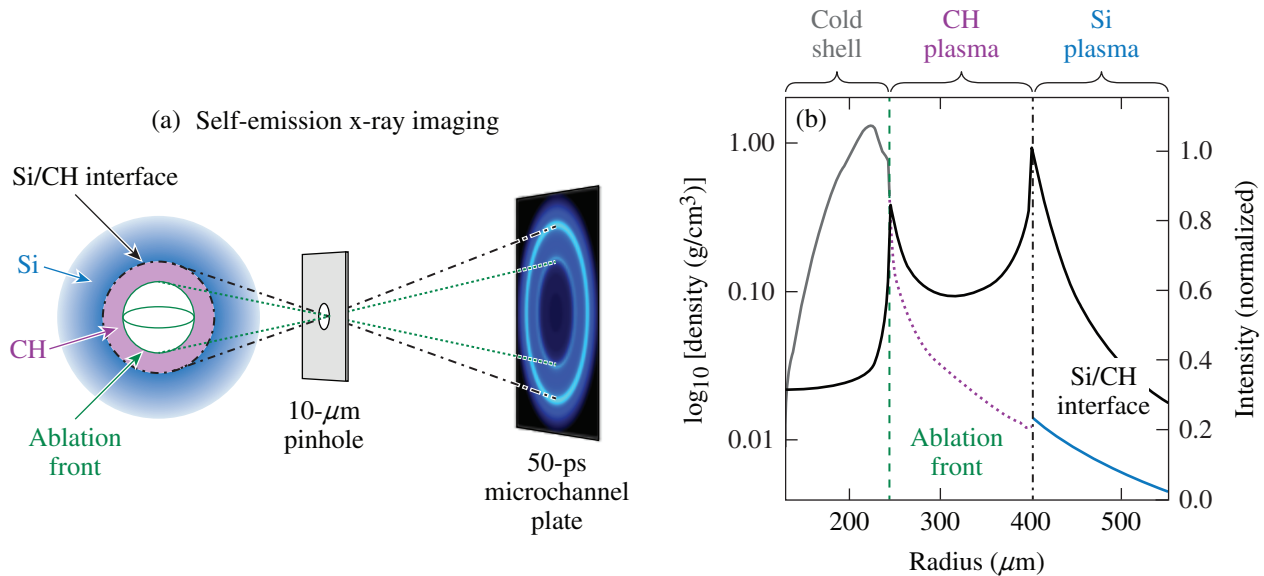 (a) Self-emission x-ray imaging
Si/CH interface
Si
CH
Ablation
front
10-μm
pinhole
50-ps
microchannel
plate
Cold
shell
CH
plasma
Si
plasma
(b)
log10 [density (g/cm³)]
1.00
0.10
0.01
Intensity (normalized)
1.0
0.8
0.6
0.4
0.2
0.0
Si/CH
interface
Ablation
front
200
300
400
500
Radius (μm)